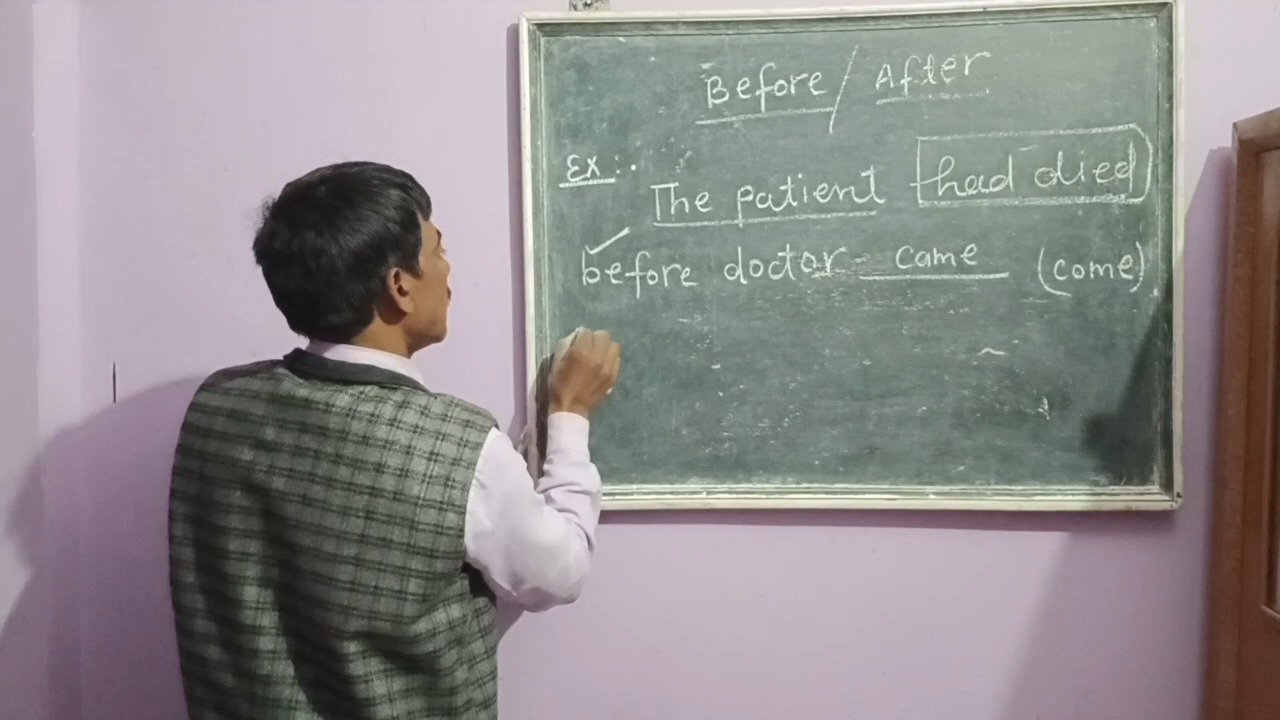 Before / After
Ex:. The patient had died
before doctor came (come)